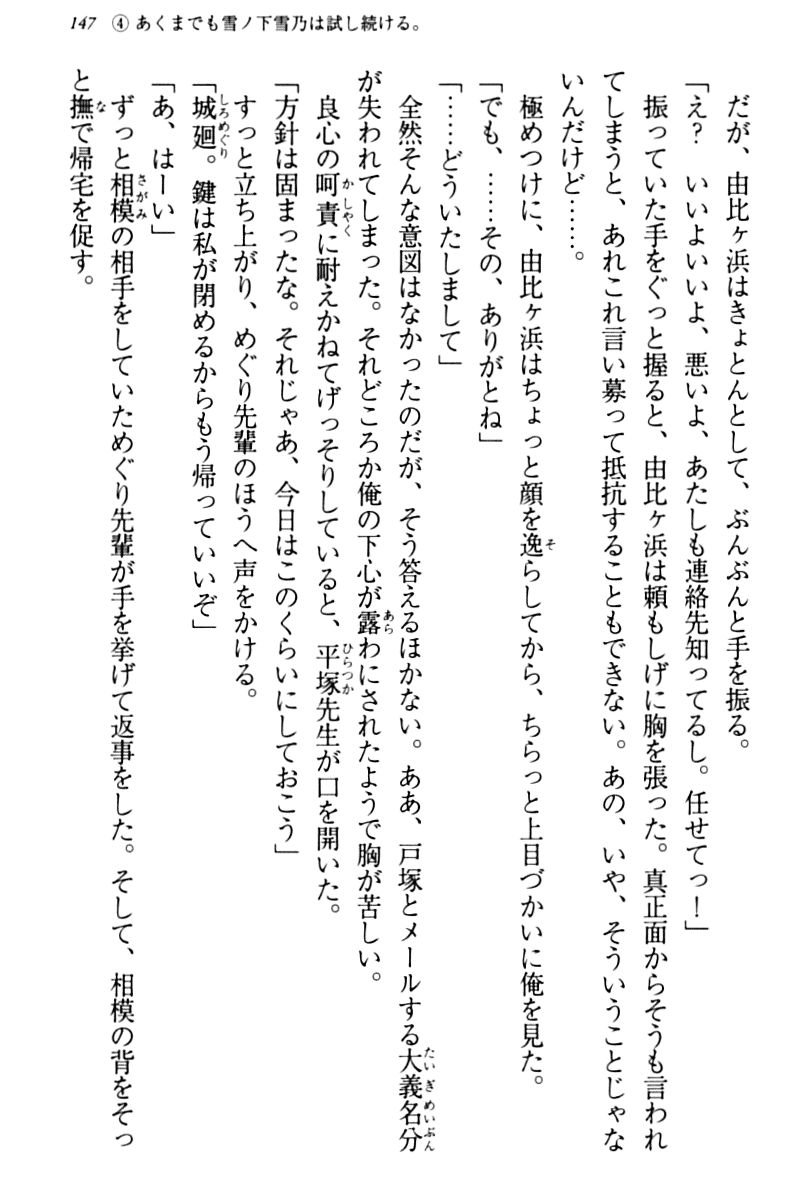 147 ④ あくまでも雪ノ下雪乃は試し続ける。
だが、由比ヶ浜はきょとんとして、ぶんぶんと手を振る。
「え？　いいよいいよ、悪いよ、あたしも連絡先知ってるし。任せてっ！」
振っていた手をぐっと握ると、由比ヶ浜は頼もしげに胸を張った。真正面からそうも言われ
てしまうと、あれこれ言い募って抵抗することもできない。あの、いや、そういうことじゃな
いんだけど……。
極めつけに、由比ヶ浜はちょっと顔を逸らしてから、ちらっと上目づかいに俺を見た。
「でも、……その、ありがとね」
「……どういたしまして」
全然そんな意図はなかったのだが、そう答えるほかない。ああ、戸塚とメールする大義名分
が失われてしまった。それどころか俺の下心が露わにされたようで胸が苦しい。
良心の呵責に耐えかねてげっそりしていると、平塚先生が口を開いた。
「方針は固まったな。それじゃあ、今日はこのくらいにしておこう」
すっと立ち上がり、めぐり先輩のほうへ声をかける。
「城廻。鍵は私が閉めるからもう帰っていいぞ」
「あ、はーい」
ずっと相模の相手をしていためぐり先輩が手を挙げて返事をした。そして、相模の背をそっ
と撫で帰宅を促す。